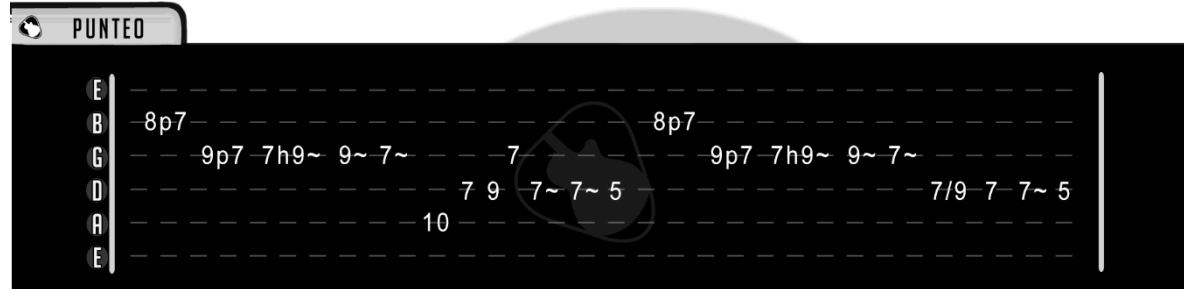 PUNTEO
E – – – – – – – – – – – – – – – – – – – – – – – – – – – – – – – –
B –8p7– – – – – – – – – – – – – – – 8p7– – – – – – – – – – – – –
G – – –9p7 7h9~ 9~ 7~ – – – –7– – – – – – – –9p7 7h9~ 9~ 7~– – – – – –
D – – – – – – – – – – – 7 9 7~ 7~ 5 – – – – – – – – – 7/9 7 7~ 5
A – – – – – – – – – – 10 – – – – – – – – – – – – – – – – – – – –
E – – – – – – – – – – – – – – – – – – – – – – – – – – – – – – – –